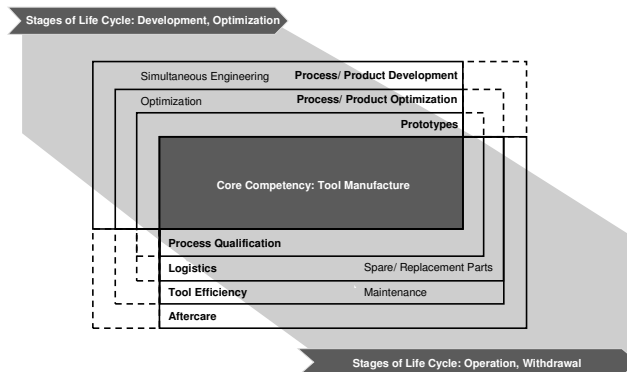 Stages of Life Cycle: Development, Optimization
Simultaneous Engineering Process/ Product Development
Optimization Process/ Product Optimization
Prototypes
Core Competency: Tool Manufacture
Process Qualification
Logistics Spare/ Replacement Parts
Tool Efficiency Maintenance
Aftercare
Stages of Life Cycle: Operation, Withdrawal